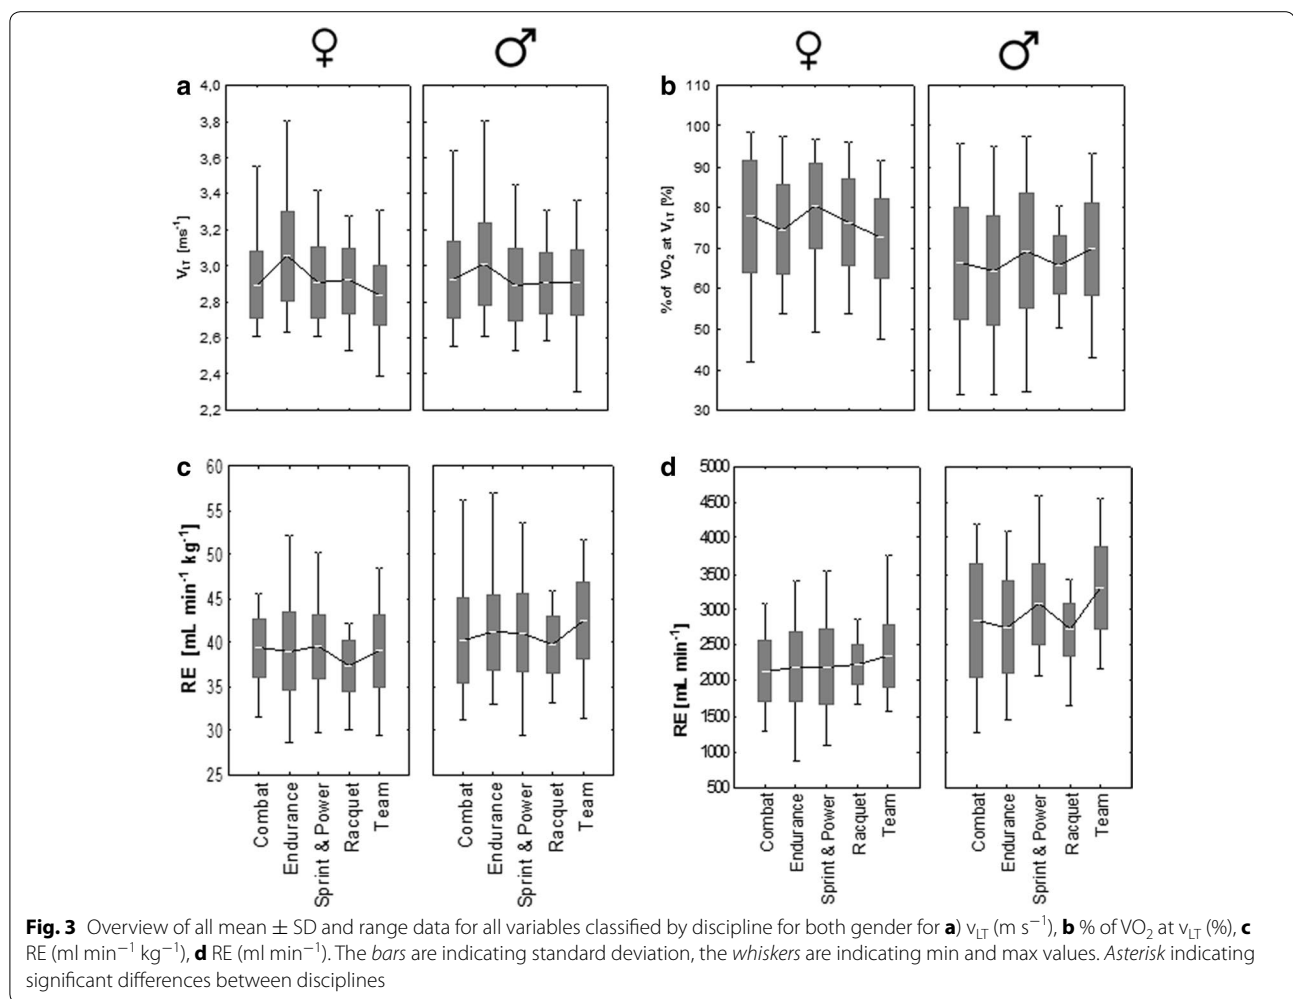 ♀ ♂ ♀ ♂
a
4,0
3,8
3,6
3,4
3,2
3,0
2,8
2,6
2,4
2,2
V_LT [ms⁻¹]
b
110
100
90
80
70
60
50
40
30
% of VO₂ at V_LT [%]
c
60
55
50
45
40
35
30
25
RE [mL min⁻¹ kg⁻¹]
Combat
Endurance
Sprint & Power
Racquet
Team
Combat
Endurance
Sprint & Power
Racquet
Team
d
5000
4500
4000
3500
3000
2500
2000
1500
1000
500
RE [mL min⁻¹]
Combat
Endurance
Sprint & Power
Racquet
Team
Combat
Endurance
Sprint & Power
Racquet
Team
Fig. 3 Overview of all mean ± SD and range data for all variables classified by discipline for both gender for a) v_LT (m s⁻¹), b % of VO₂ at v_LT (%), c
RE (ml min⁻¹ kg⁻¹), d RE (ml min⁻¹). The bars are indicating standard deviation, the whiskers are indicating min and max values. Asterisk indicating
significant differences between disciplines